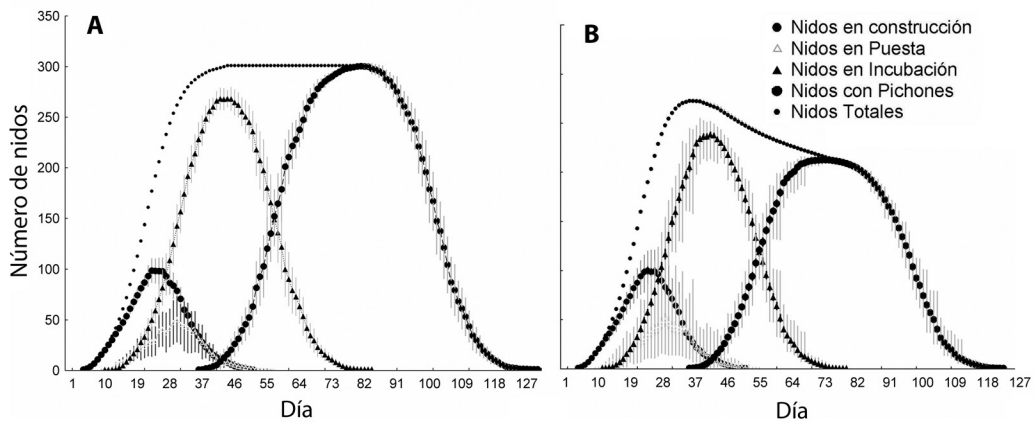 A
B
Nidos en construcción
Nidos en Puesta
Nidos en Incubación
Nidos con Pichones
Nidos Totales
Número de nidos
350
300
250
200
150
100
50
0
1 10 19 28 37 46 55 64 73 82 91 100 109 118 127
Día
1 10 19 28 37 46 55 64 73 82 91 100 109 118 127
Día